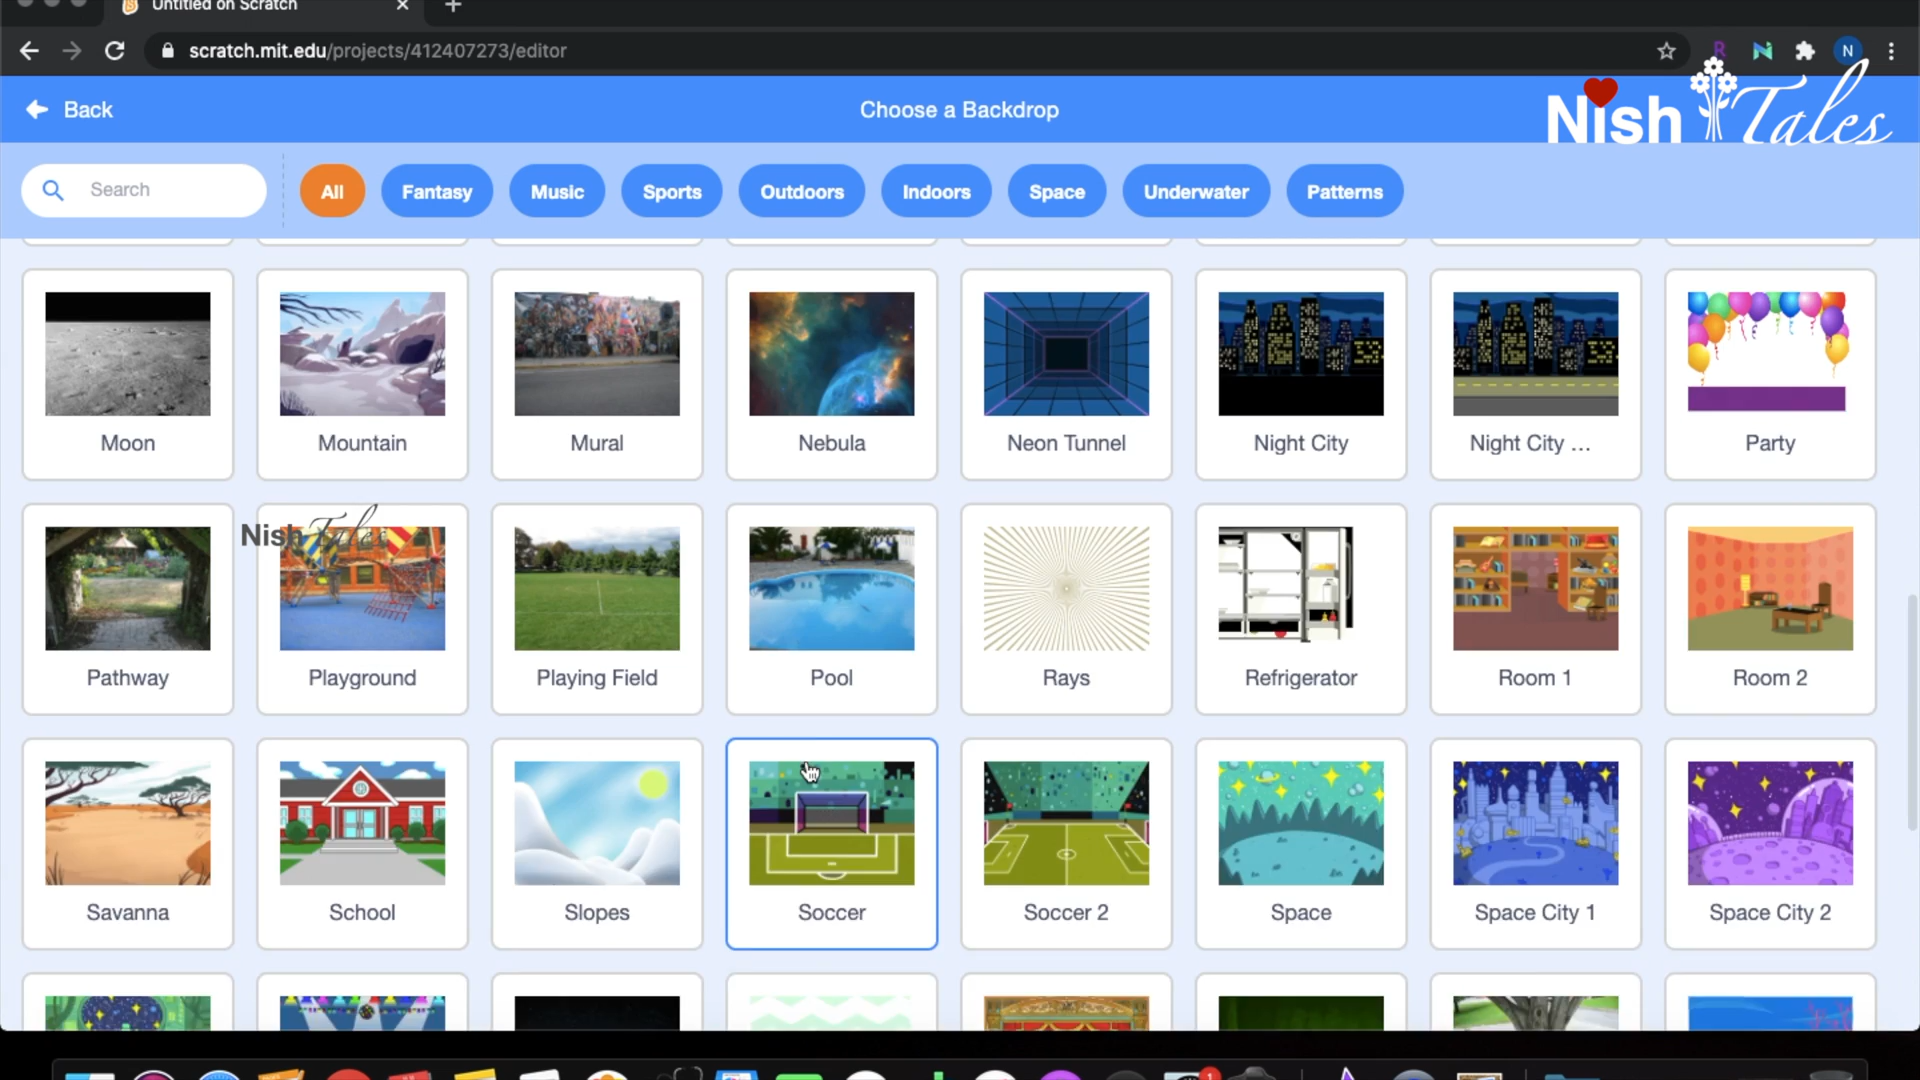 Untitled on Scratch
scratch.mit.edu/projects/412407273/editor
N
Back
Choose a Backdrop
Nish Tales
Search
All
Fantasy
Music
Sports
Outdoors
Indoors
Space
Underwater
Patterns
Moon
Mountain
Mural
Nebula
Neon Tunnel
Night City
Night City ...
Party
Nish Tales
Pathway
Playground
Playing Field
Pool
Rays
Refrigerator
Room 1
Room 2
Savanna
School
Slopes
Soccer
Soccer 2
Space
Space City 1
Space City 2